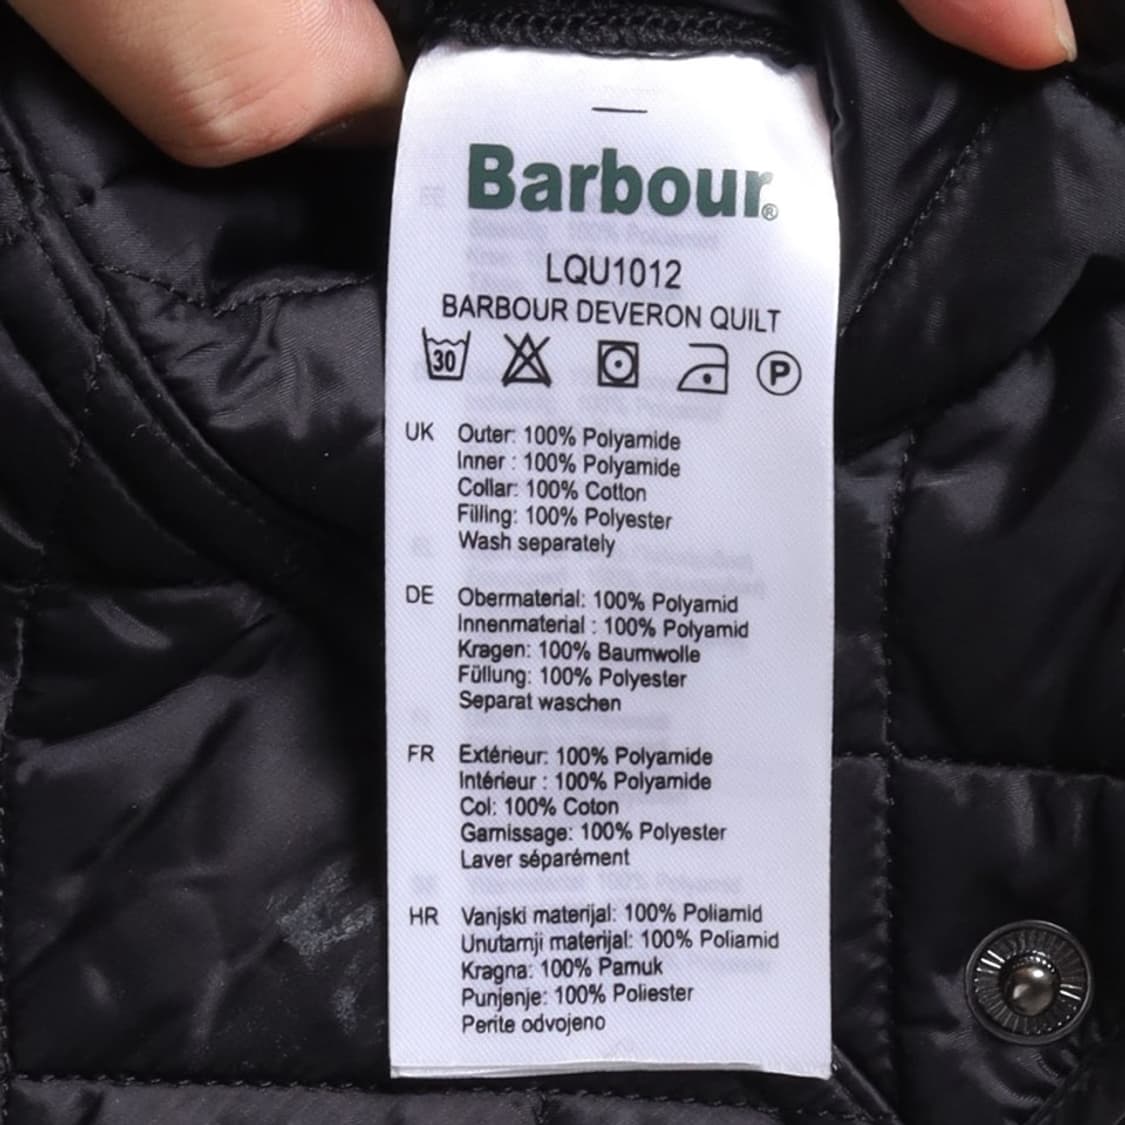 Barbour®
LQU1012
BARBOUR DEVERON QUILT
30 P
UK Outer: 100% Polyamide
Inner : 100% Polyamide
Collar: 100% Cotton
Filling: 100% Polyester
Wash separately
DE Obermaterial: 100% Polyamid
Innenmaterial : 100% Polyamid
Kragen: 100% Baumwolle
Füllung: 100% Polyester
Separat waschen
FR Extérieur: 100% Polyamide
Intérieur : 100% Polyamide
Col: 100% Coton
Garnissage: 100% Polyester
Laver séparément
HR Vanjski materijal: 100% Poliamid
Unutarnji materijal: 100% Poliamid
Kragna: 100% Pamuk
Punjenje: 100% Poliester
Perite odvojeno